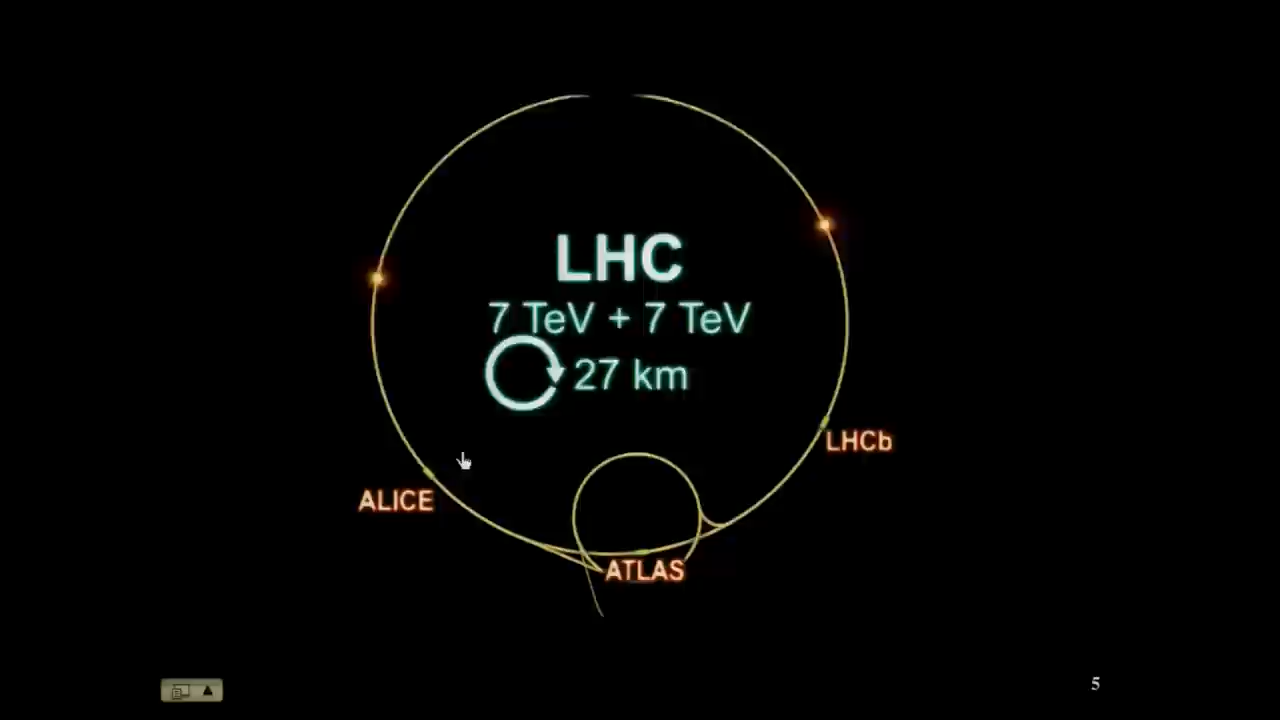 LHC
7 TeV + 7 TeV
27 km
LHCb
ALICE
ATLAS
5